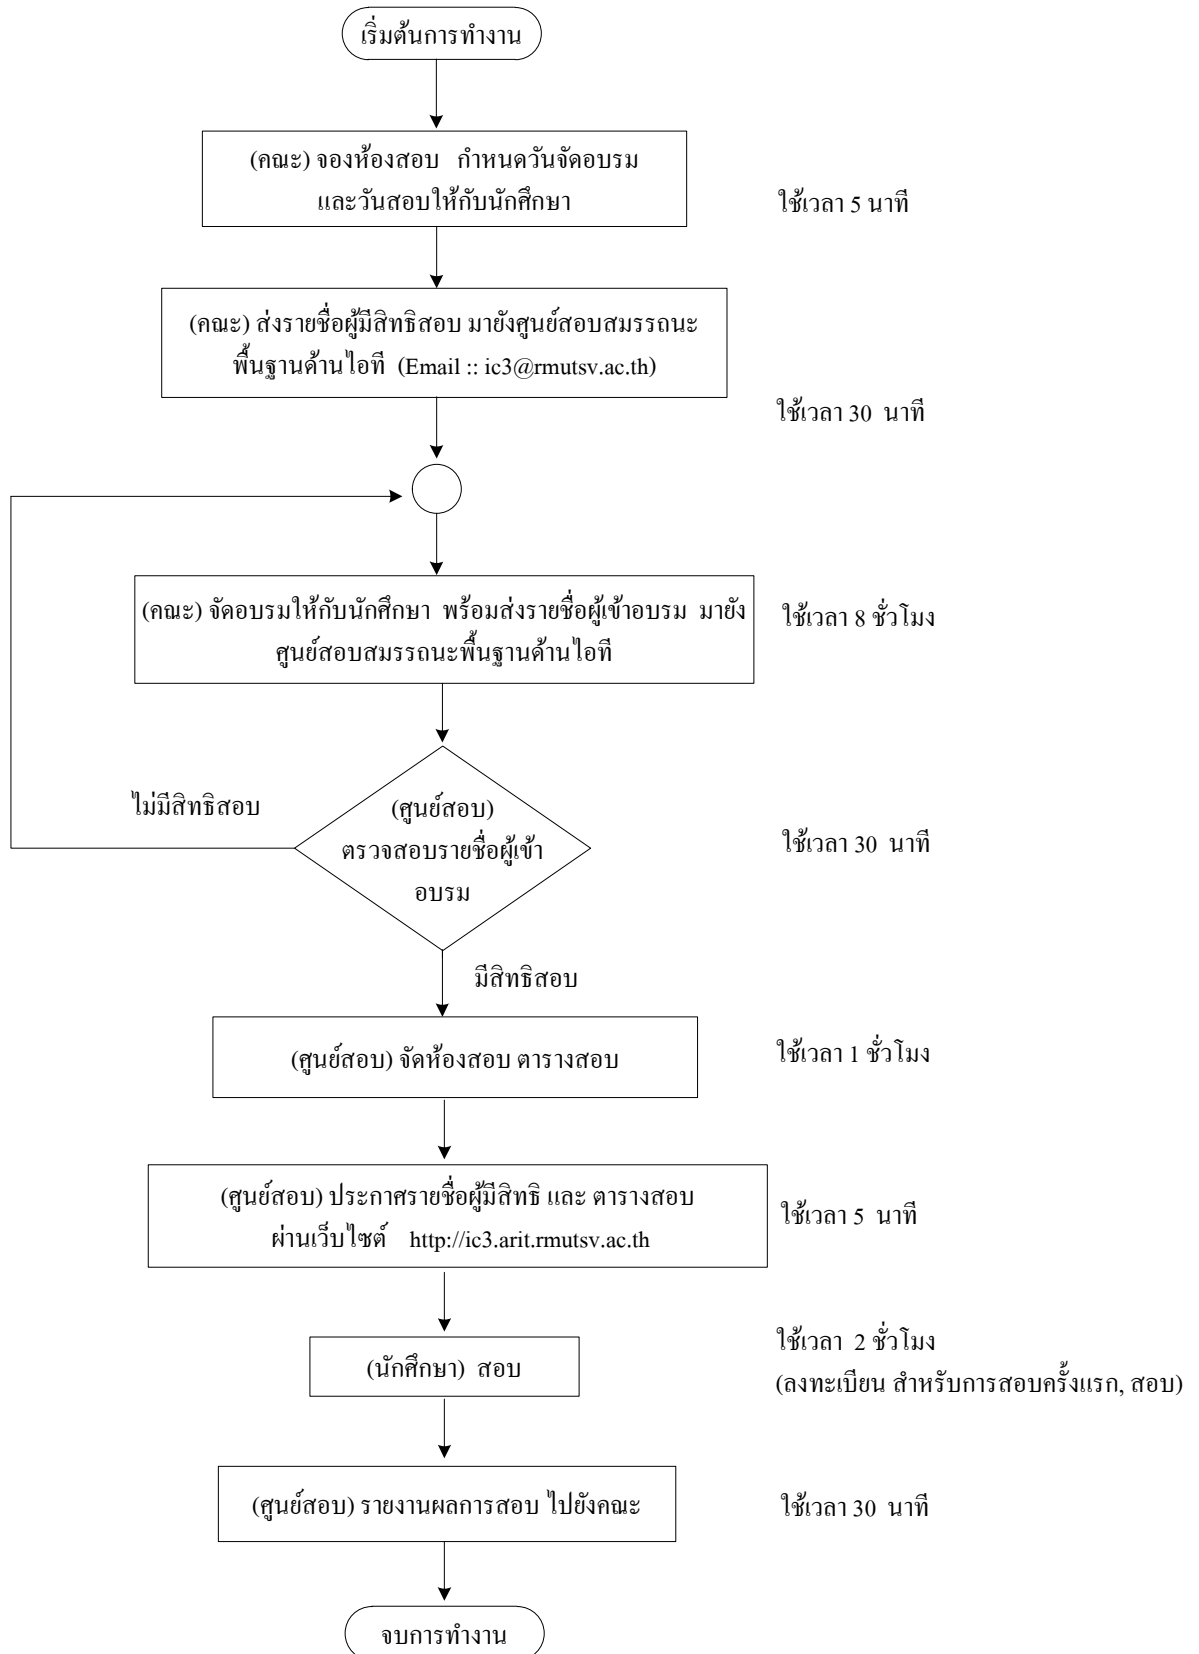 เริ่มต้นการทำงาน
(คณะ) จองห้องสอบ กำหนดวันจัดอบรม
และวันสอบให้กับนักศึกษา
ใช้เวลา 5 นาที
(คณะ) ส่งรายชื่อผู้มีสิทธิสอบ มายังศูนย์สอบสมรรถนะ
พื้นฐานด้านไอที (Email :: ic3@rmutsv.ac.th)
ใช้เวลา 30 นาที
(คณะ) จัดอบรมให้กับนักศึกษา พร้อมส่งรายชื่อผู้เข้าอบรม มายัง
ศูนย์สอบสมรรถนะพื้นฐานด้านไอที
ใช้เวลา 8 ชั่วโมง
ไม่มีสิทธิสอบ
(ศูนย์สอบ)
ตรวจสอบรายชื่อผู้เข้า
อบรม
ใช้เวลา 30 นาที
มีสิทธิสอบ
(ศูนย์สอบ) จัดห้องสอบ ตารางสอบ
ใช้เวลา 1 ชั่วโมง
(ศูนย์สอบ) ประกาศรายชื่อผู้มีสิทธิ และ ตารางสอบ
ผ่านเว็บไซต์ http://ic3.arit.rmutsv.ac.th
ใช้เวลา 5 นาที
(นักศึกษา) สอบ
ใช้เวลา 2 ชั่วโมง
(ลงทะเบียน สำหรับการสอบครั้งแรก, สอบ)
(ศูนย์สอบ) รายงานผลการสอบ ไปยังคณะ
ใช้เวลา 30 นาที
จบการทำงาน